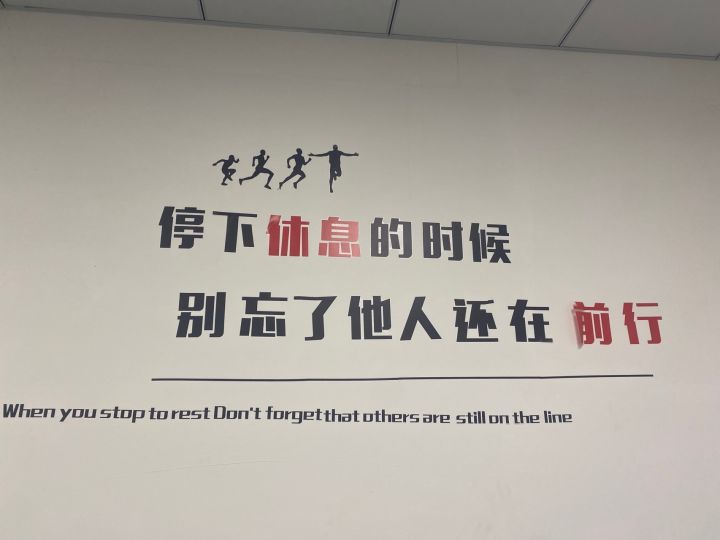 停下休息的时候
别忘了他人还在前行
When you stop to rest Don't forget that others are still on the line